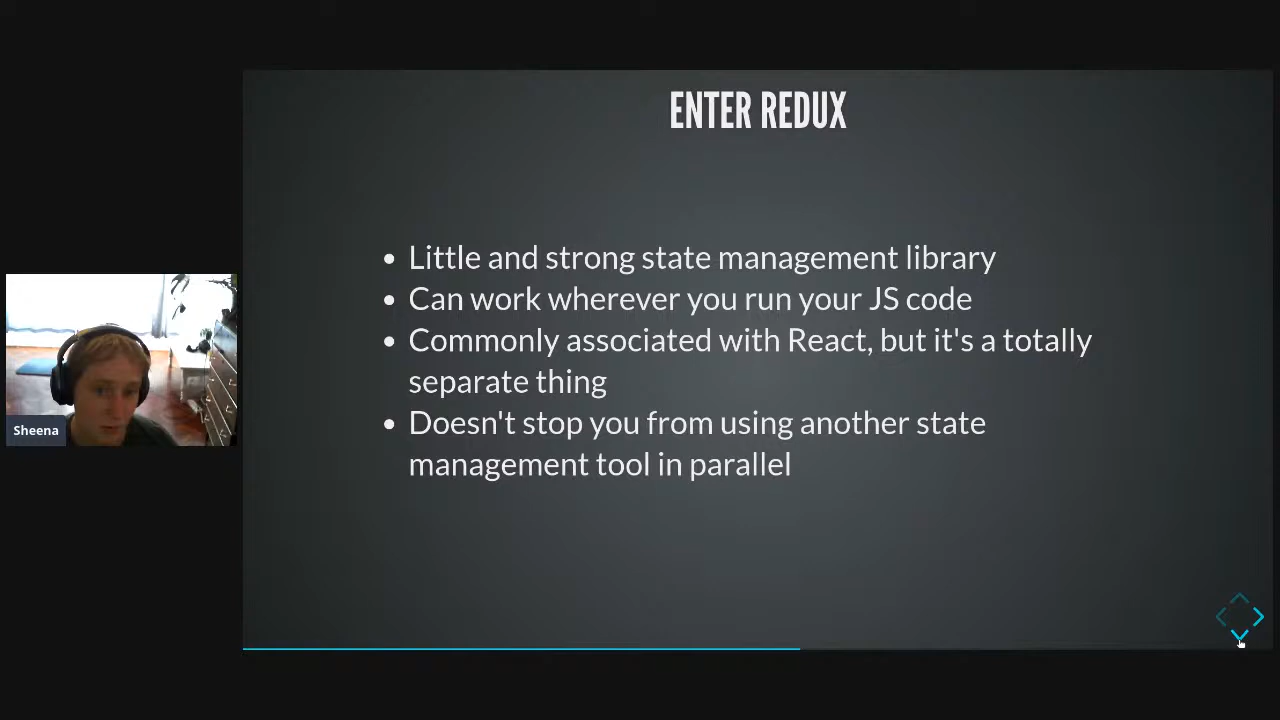 ENTER REDUX
Little and strong state management library
Can work wherever you run your JS code
Commonly associated with React, but it's a totally
separate thing
Doesn't stop you from using another state
management tool in parallel
Sheena